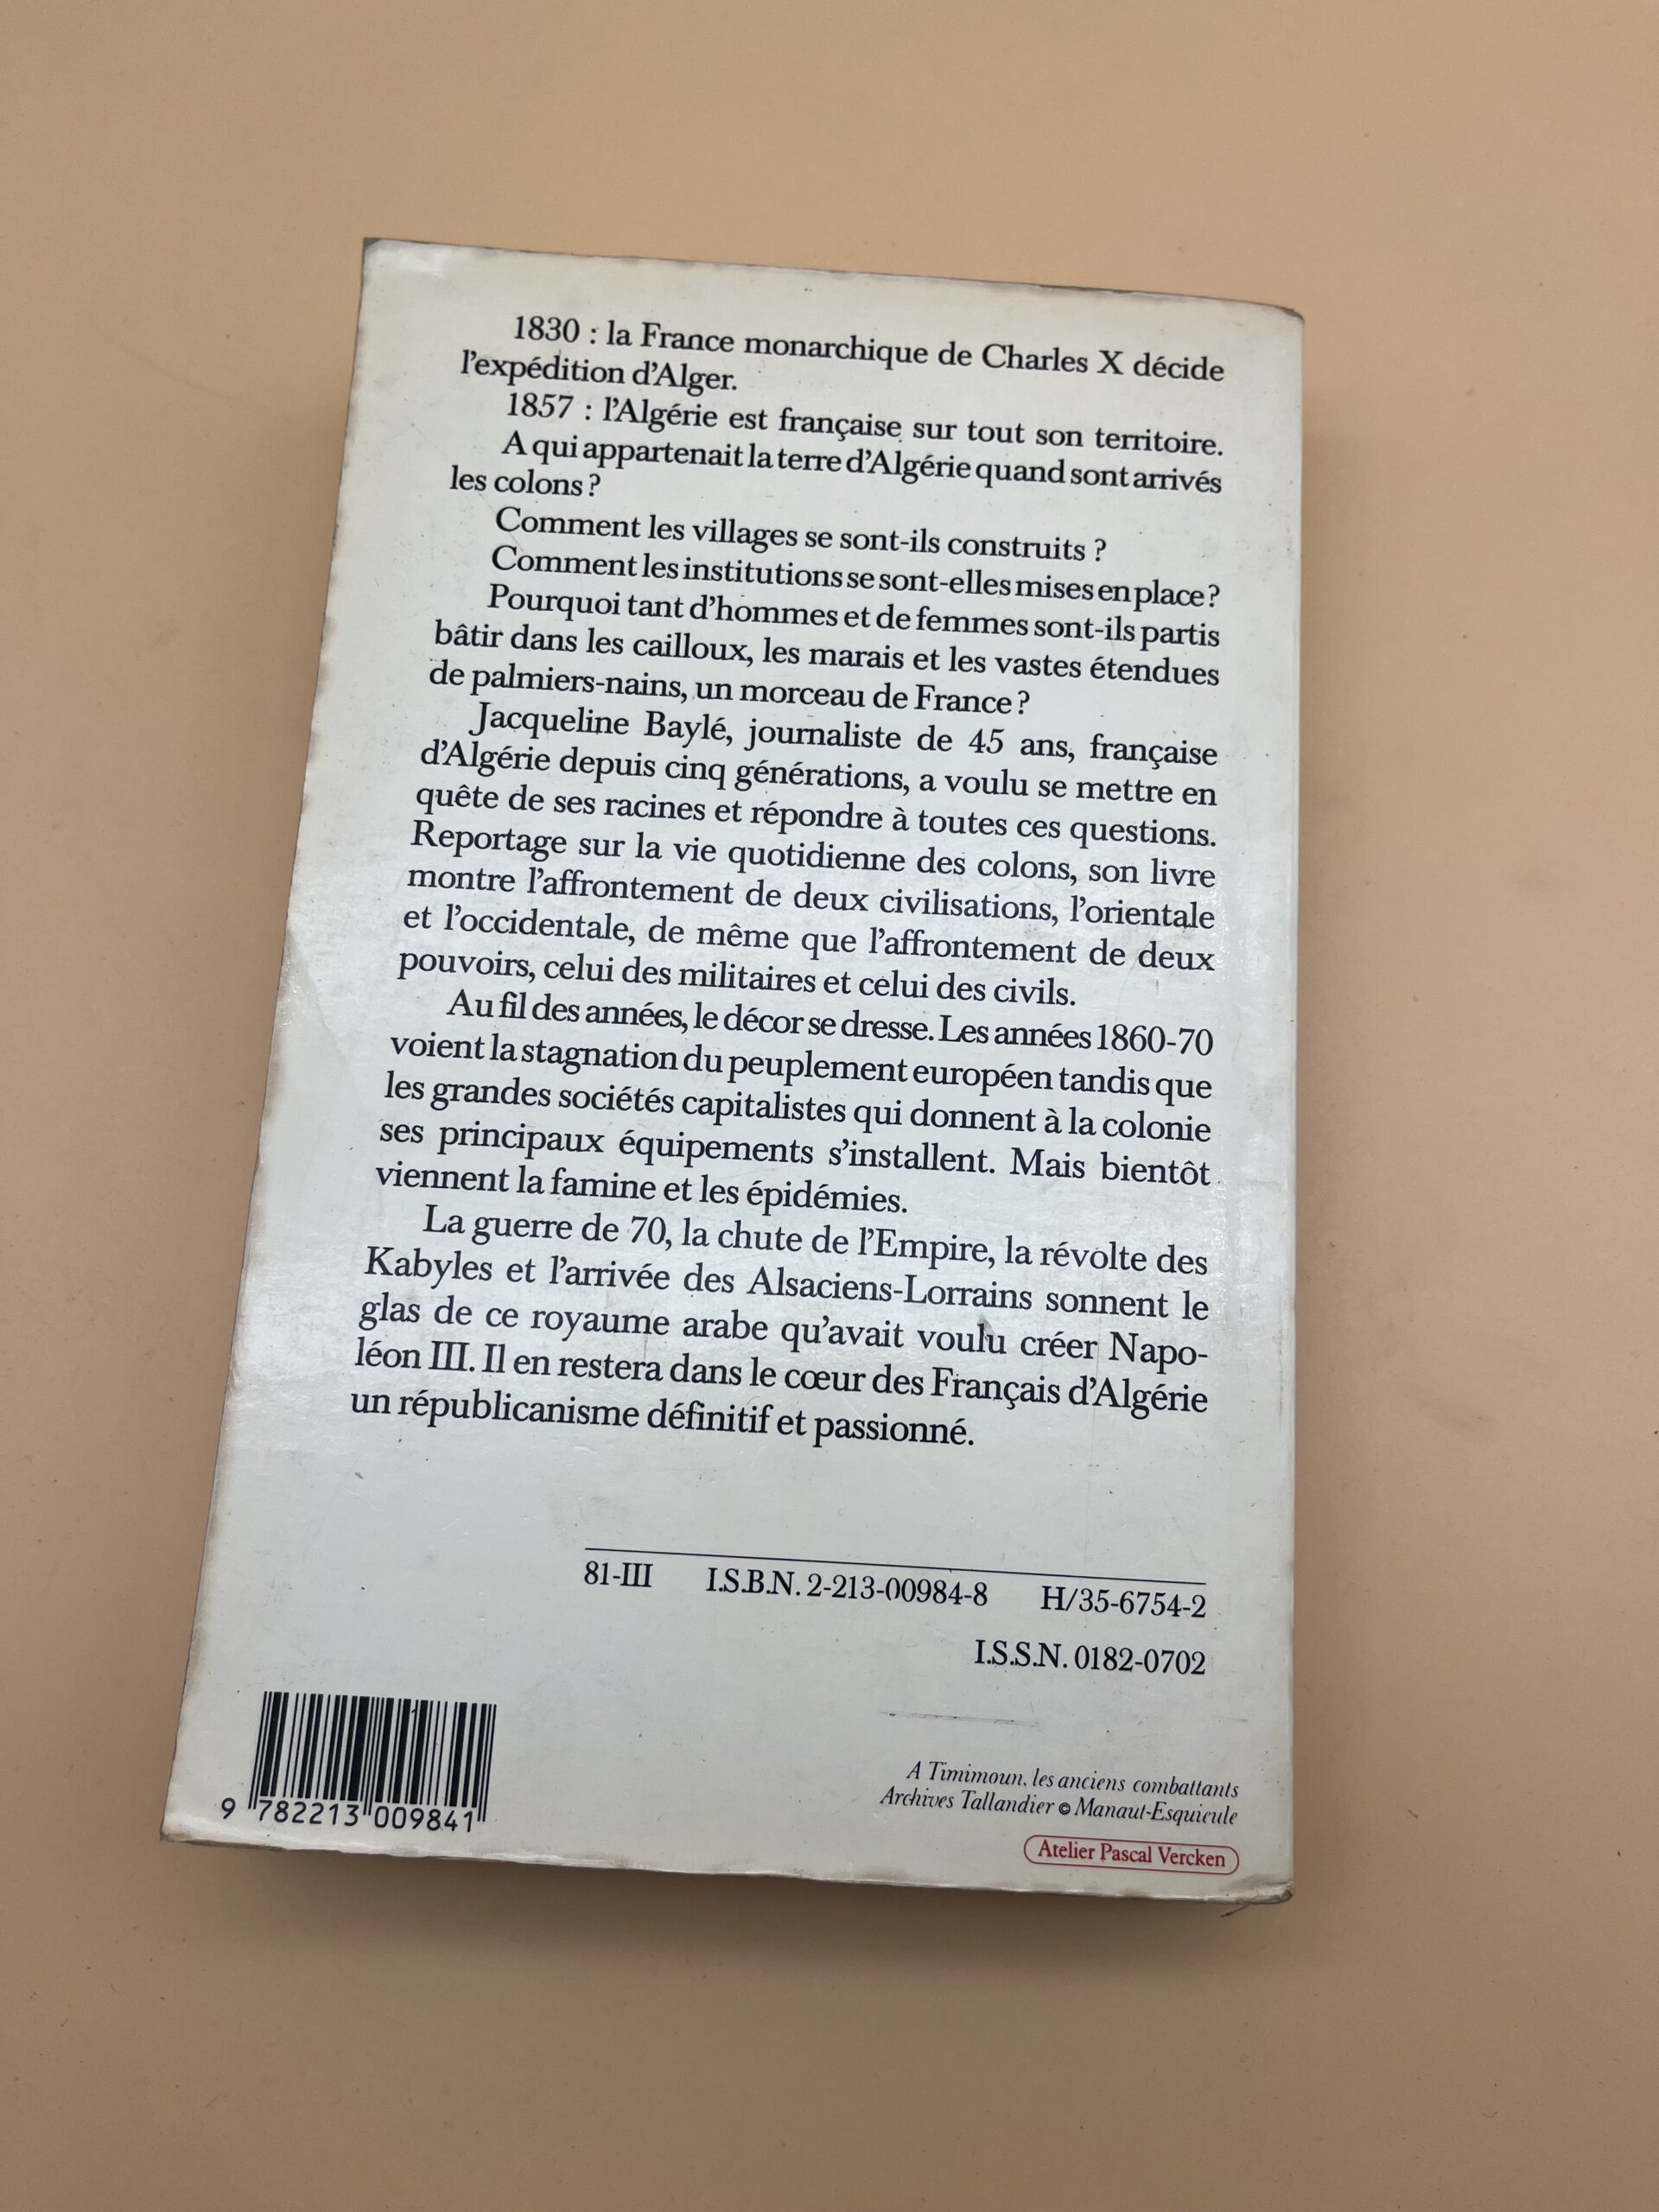 1830 : la France monarchique de Charles X décide
l'expédition d'Alger.
1857 : l'Algérie est française sur tout son territoire.
A qui appartenait la terre d'Algérie quand sont arrivés
les colons ?
Comment les villages se sont-ils construits ?
Comment les institutions se sont-elles mises en place ?
Pourquoi tant d'hommes et de femmes sont-ils partis
bâtir dans les cailloux, les marais et les vastes étendues
de palmiers-nains, un morceau de France ?
Jacqueline Baylé, journaliste de 45 ans, française
d'Algérie depuis cinq générations, a voulu se mettre en
quête de ses racines et répondre à toutes ces questions.
Reportage sur la vie quotidienne des colons, son livre
montre l'affrontement de deux civilisations, l'orientale
et l'occidentale, de même que l'affrontement de deux
pouvoirs, celui des militaires et celui des civils.
Au fil des années, le décor se dresse. Les années 1860-70
voient la stagnation du peuplement européen tandis que
les grandes sociétés capitalistes qui donnent à la colonie
ses principaux équipements s'installent. Mais bientôt
viennent la famine et les épidémies.
La guerre de 70, la chute de l'Empire, la révolte des
Kabyles et l'arrivée des Alsaciens-Lorrains sonnent le
glas de ce royaume arabe qu'avait voulu créer Napo-
léon III. Il en restera dans le cœur des Français d'Algérie
un républicanisme définitif et passionné.
81-III I.S.B.N. 2-213-00984-8 H/35-6754-2
I.S.S.N. 0182-0702
9 782213 009841
A Timimoun, les anciens combattants
Archives Tallandier © Manaut-Esquieule
Atelier Pascal Vercken